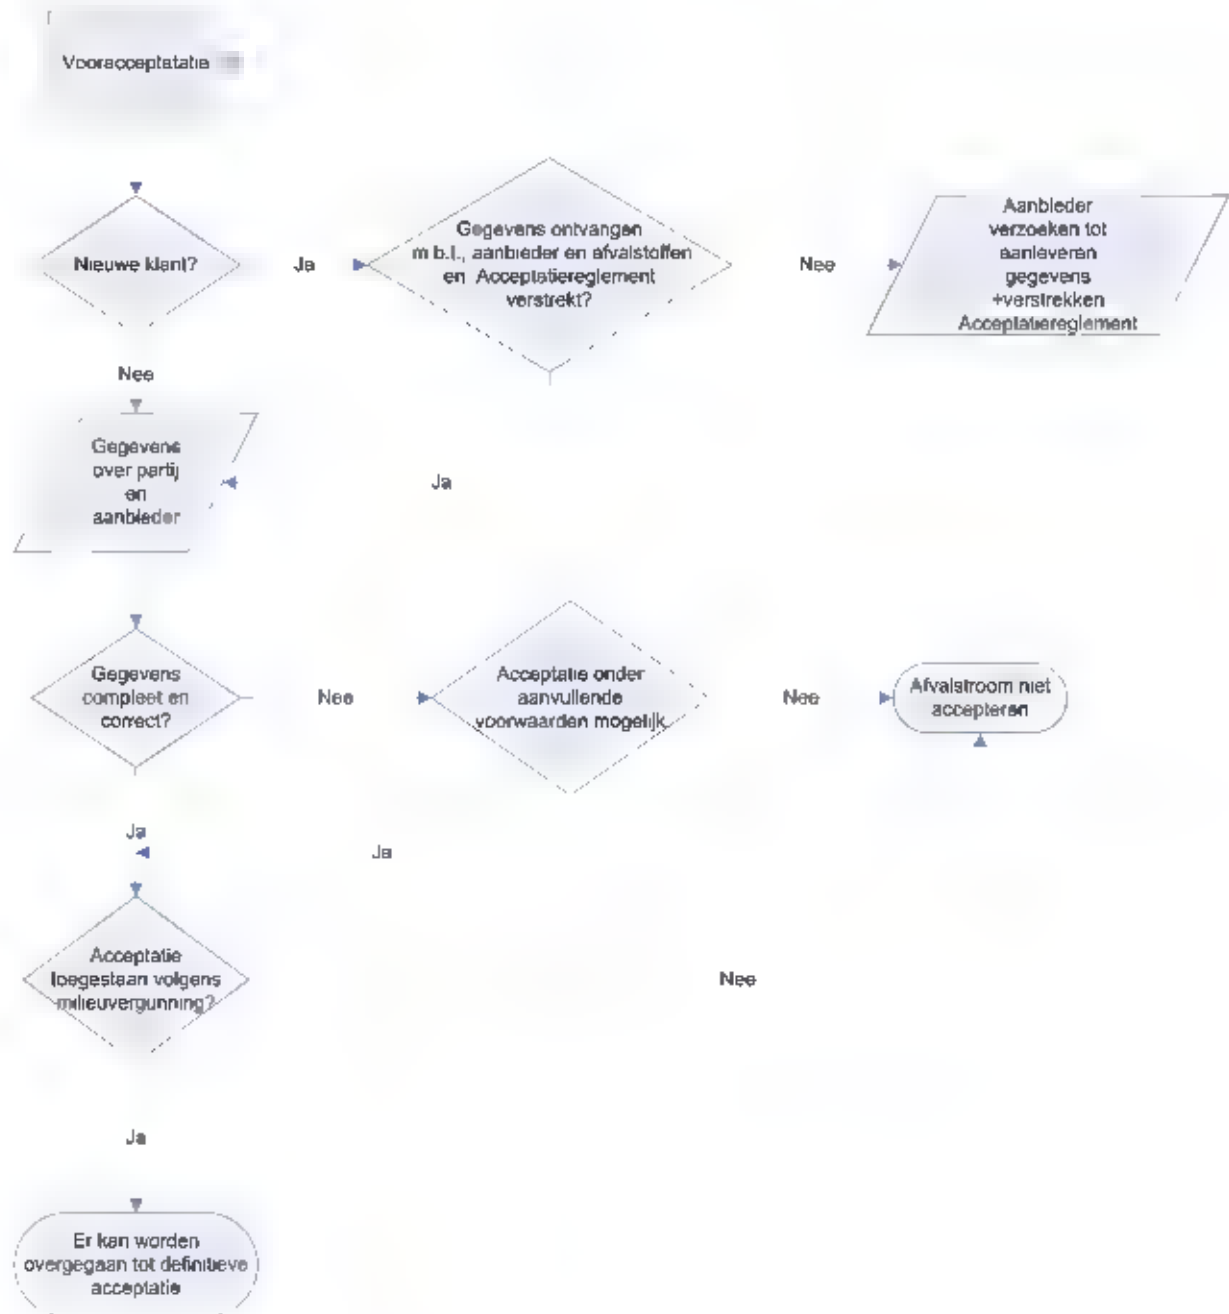 Vooracceptatatie
Nieuwe klant?
Ja
Gegevens ontvangen
m.b.t., aanbieder en afvalstoffen
en Acceptatiereglement
verstrekt?
Nee
Aanbieder
verzoeken tot
aanleveren
gegevens
+verstrekken
Acceptatiereglement
Nee
Gegevens
over partij
en
aanbieder
Ja
Gegevens
compleet en
correct?
Nee
Acceptatie onder
aanvullende
voorwaarden mogelijk
Nee
Afvalstroom niet
accepteren
Ja
Ja
Acceptatie
toegestaan volgens
milieuvergunning?
Nee
Ja
Er kan worden
overgegaan tot definitieve
acceptatie